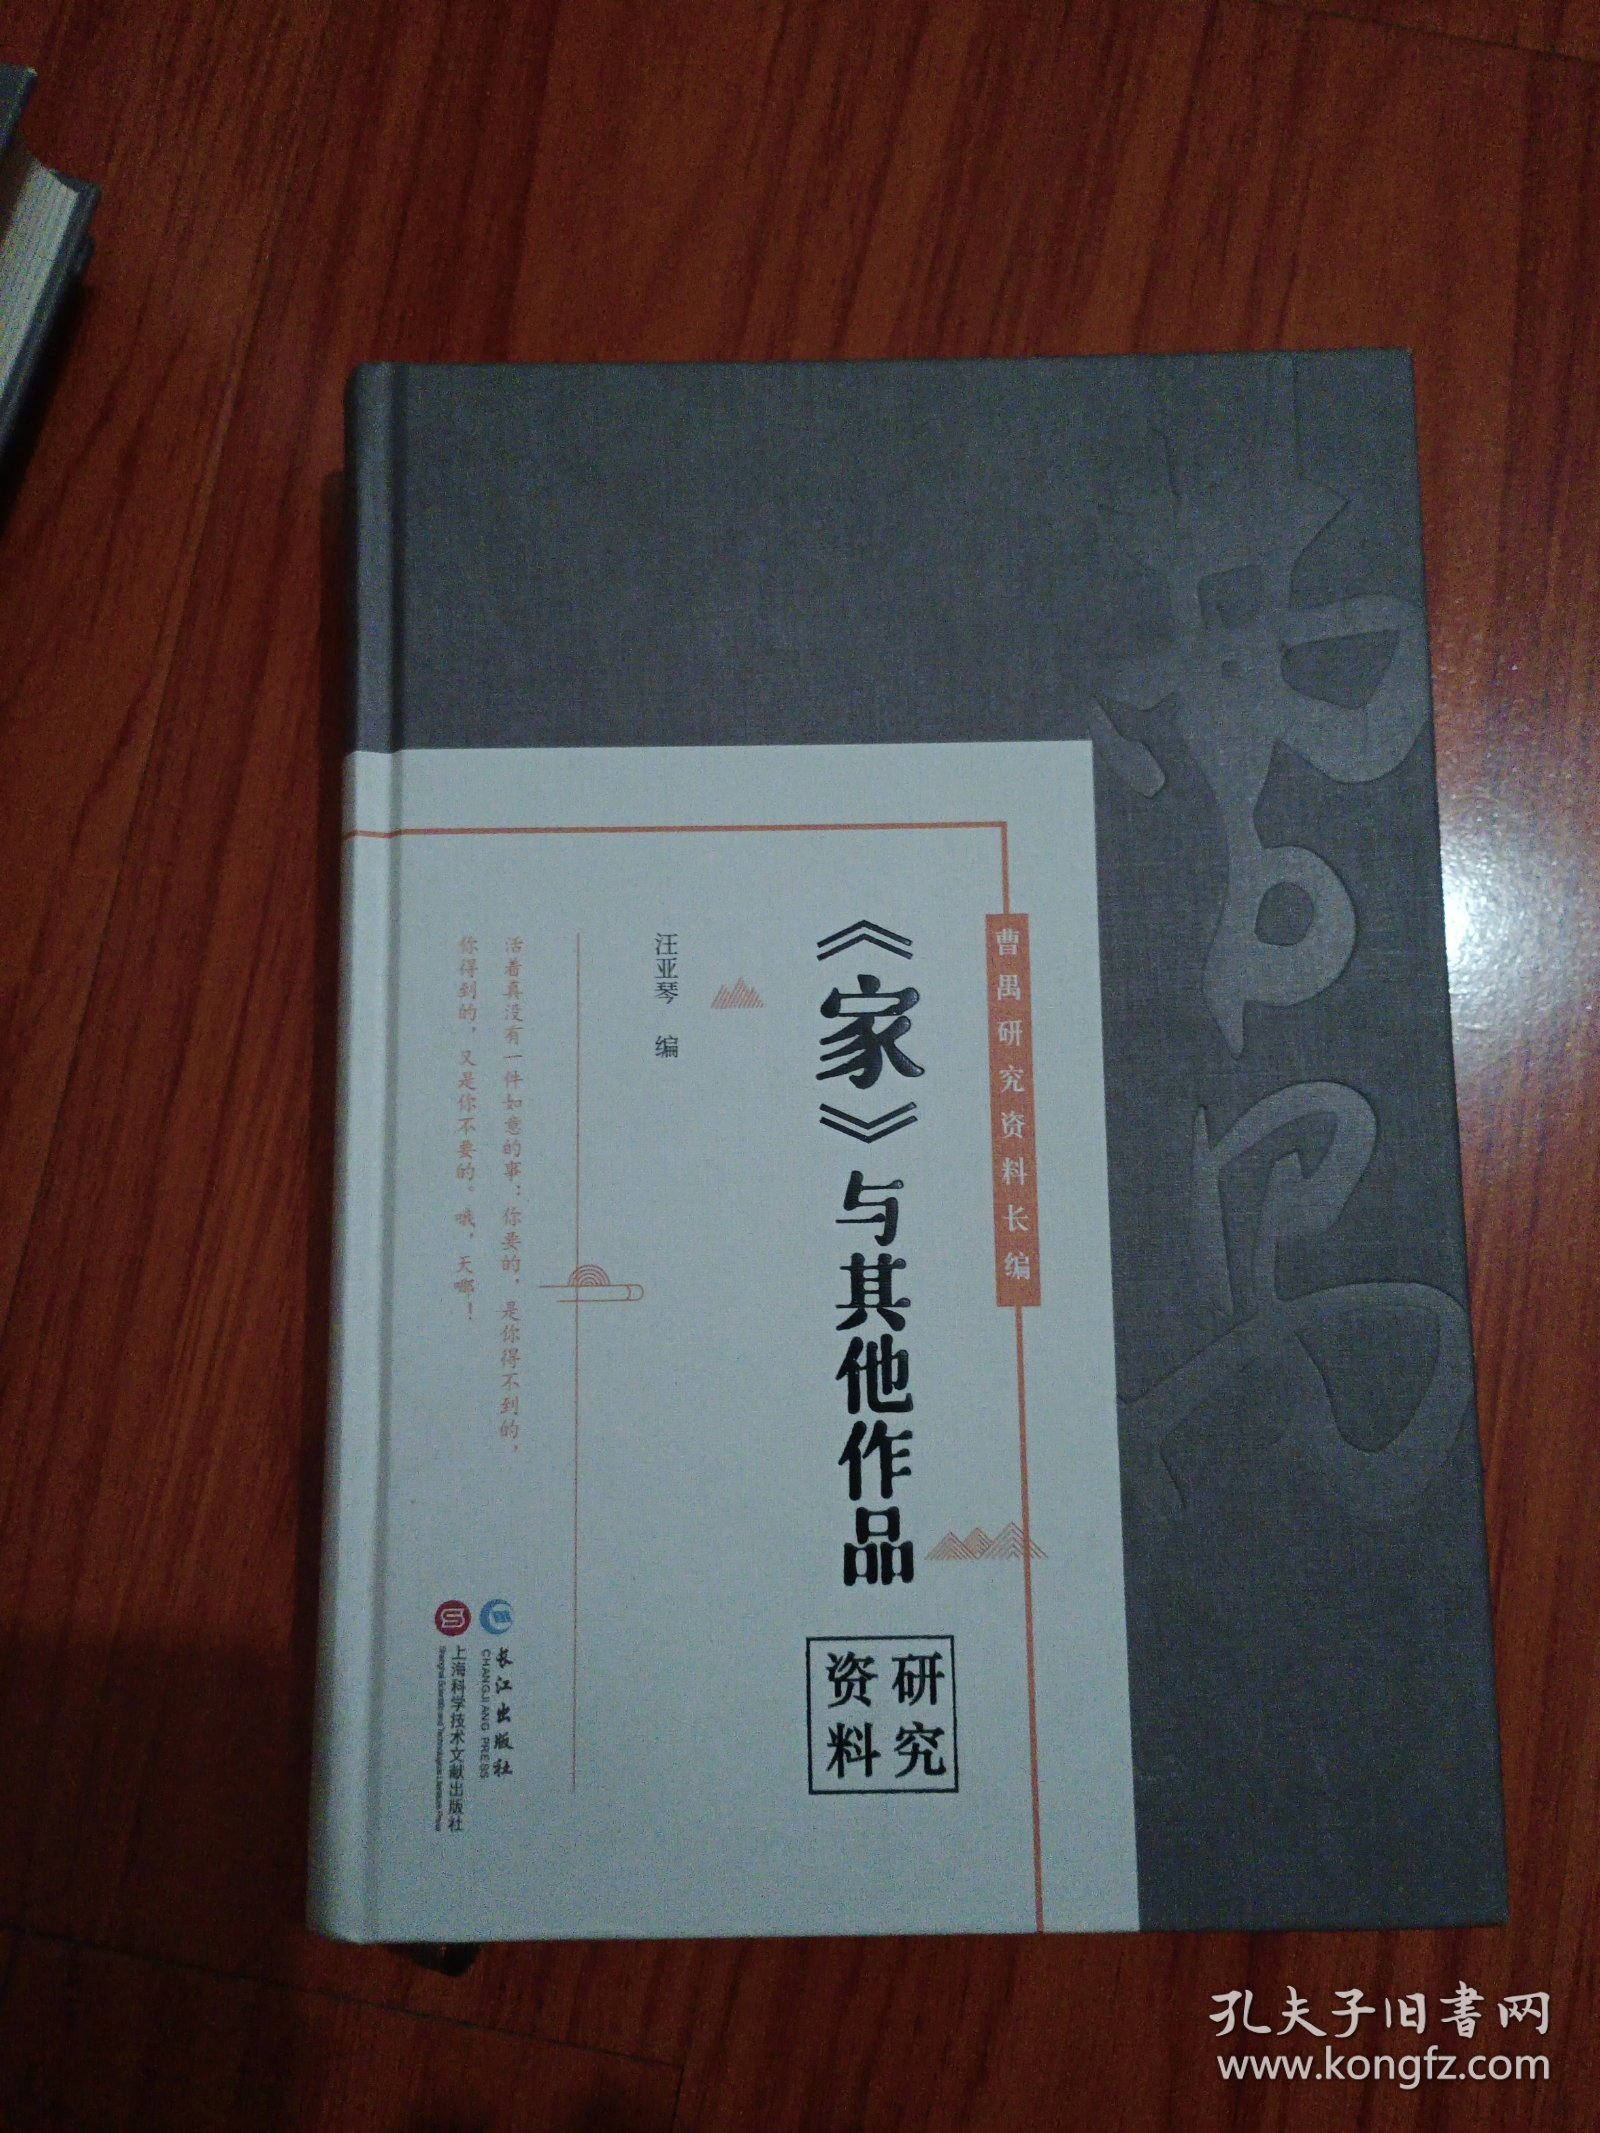 曹禺
曹禺研究资料长编
《家》与其他作品
研究
资料
汪亚琴 编
活着真没有一件如意的事：你要的，是你得不到的，
你得到的，又是你不要的。哦，天哪！
长江出版社
CHANGJIANG PRESS
上海科学技术文献出版社
孔夫子旧书网
www.kongfz.com